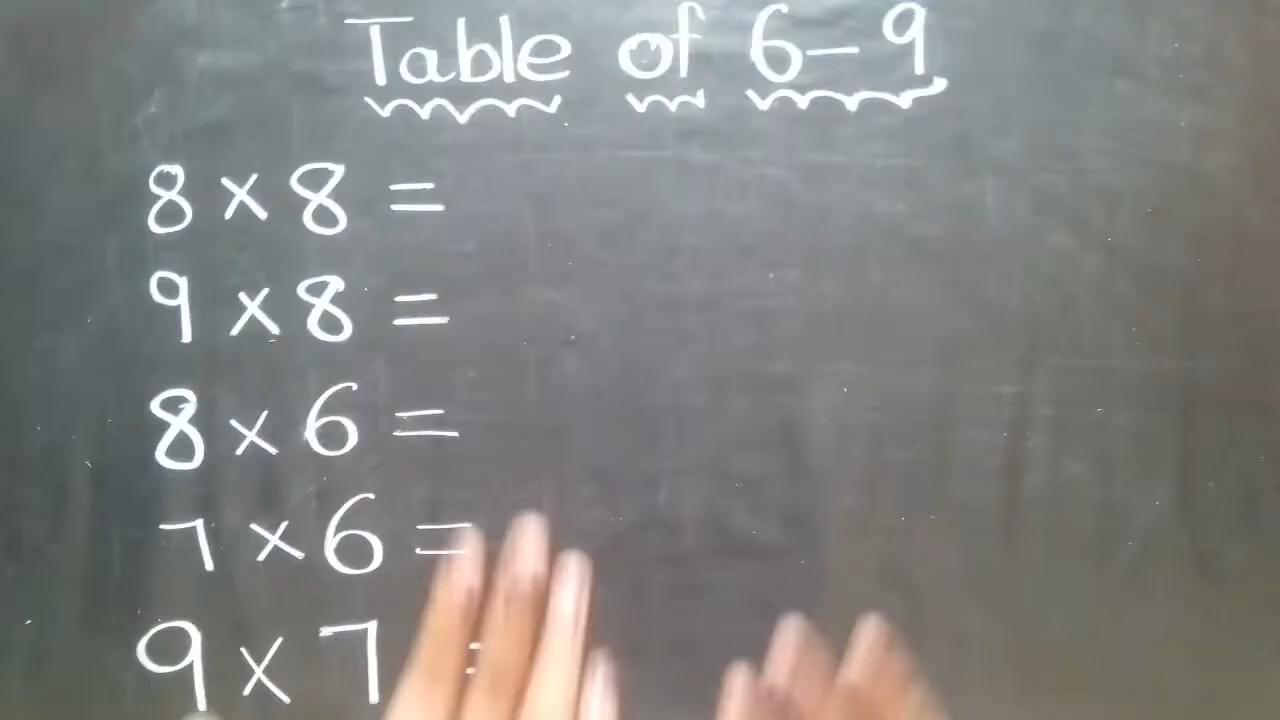 Table of 6-9
8 × 8 =
9 × 8 =
8 × 6 =
7 × 6 =
9 × 7 =